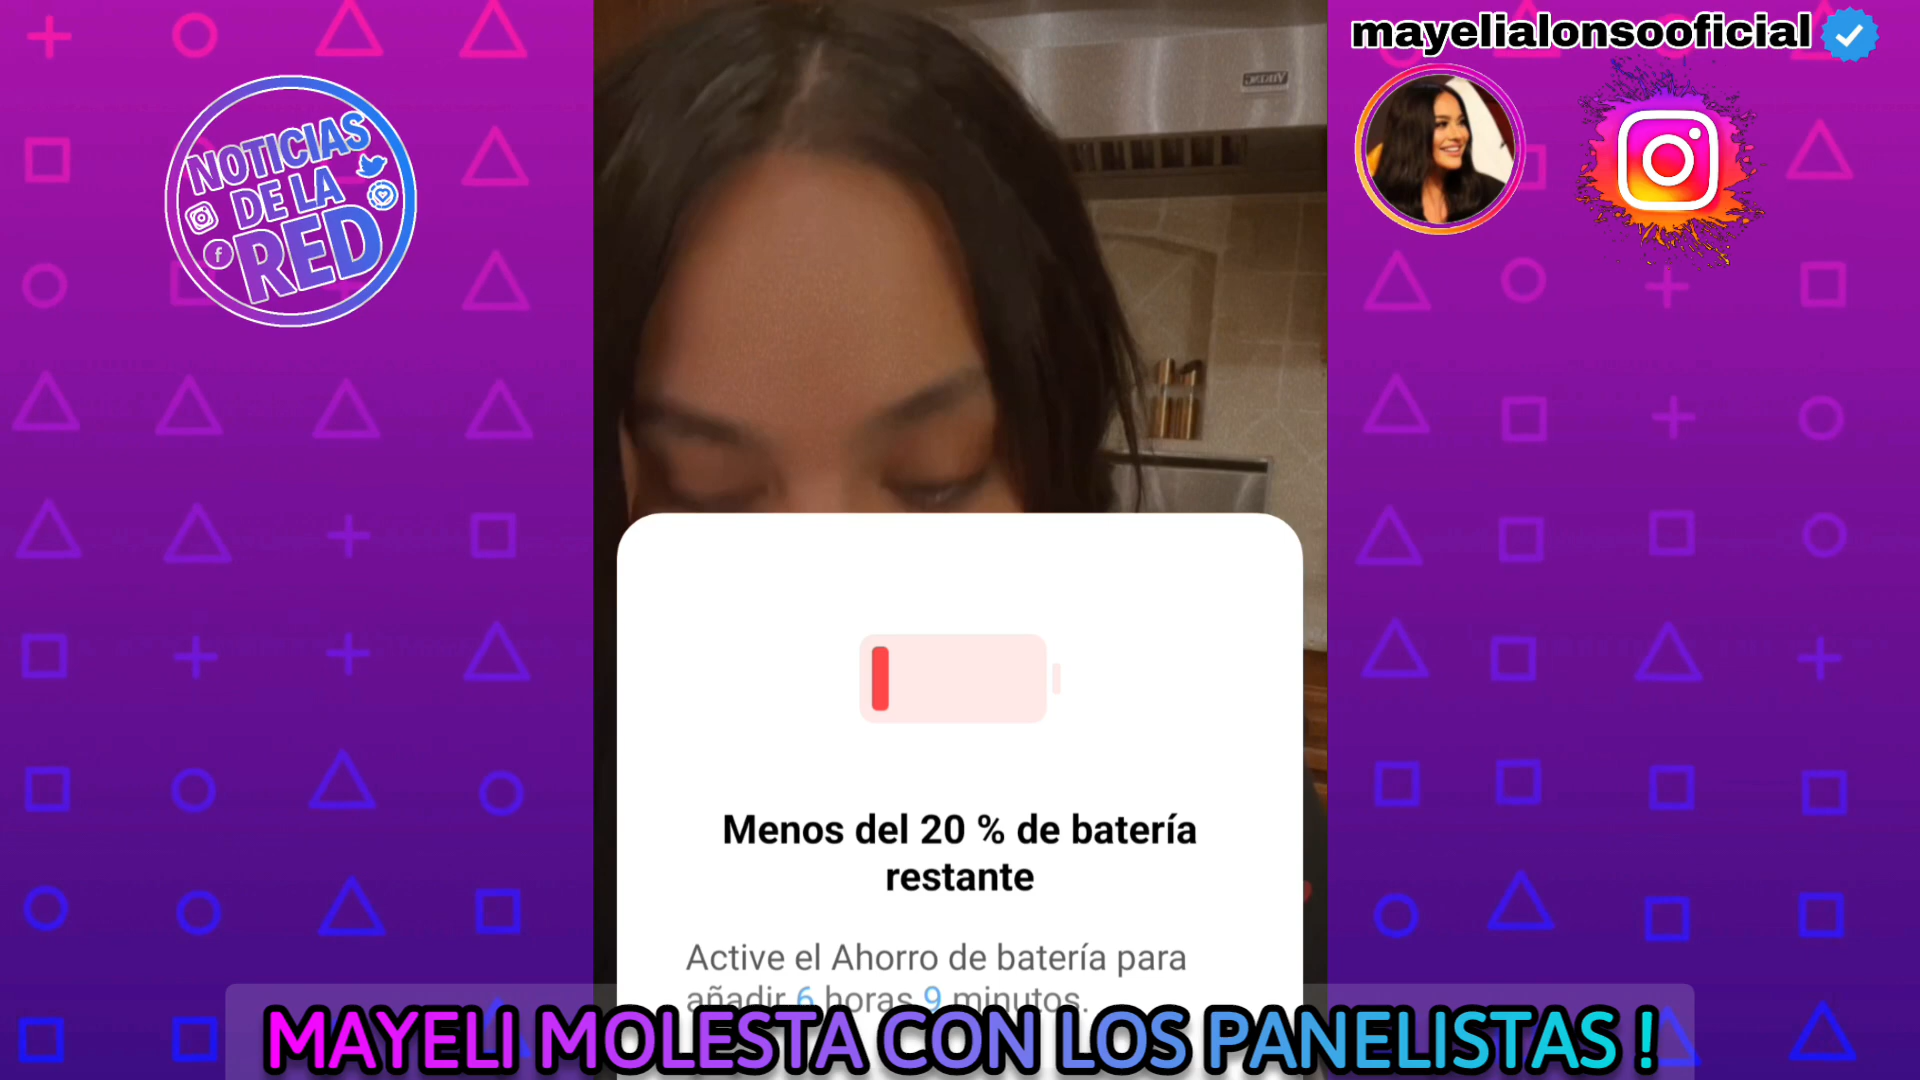 mayelialonsooficial
NOTICIAS
DE LA
RED
Menos del 20 % de batería
restante
Active el Ahorro de batería para
añadir 6 horas 9 minutos.
MAYELI MOLESTA CON LOS PANELISTAS !